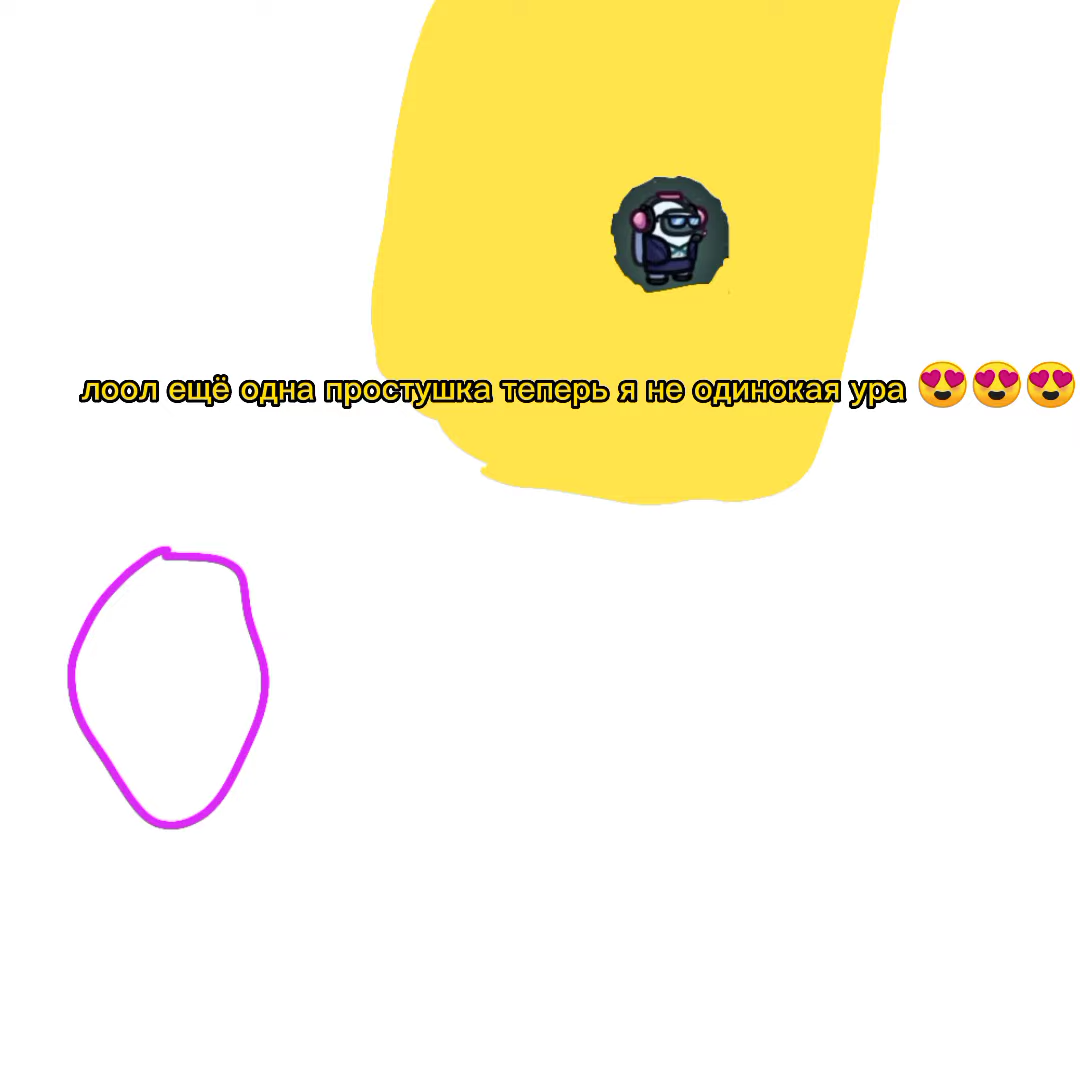 лоол ещё одна простушка теперь я не одинокая ура 😍😍😍